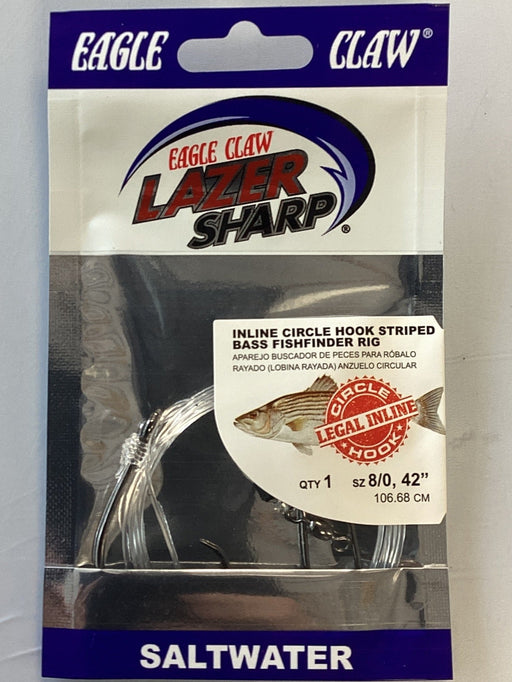 EAGLE CLAW®
EAGLE CLAW
LAZER
SHARP®
INLINE CIRCLE HOOK STRIPED
BASS FISHFINDER RIG
APAREJO BUSCADOR DE PECES PARA RÓBALO
RAYADO (LOBINA RAYADA) ANZUELO CIRCULAR
CIRCLE
LEGAL INLINE
HOOK
QTY 1 SZ 8/0, 42”
106.68 CM
SALTWATER